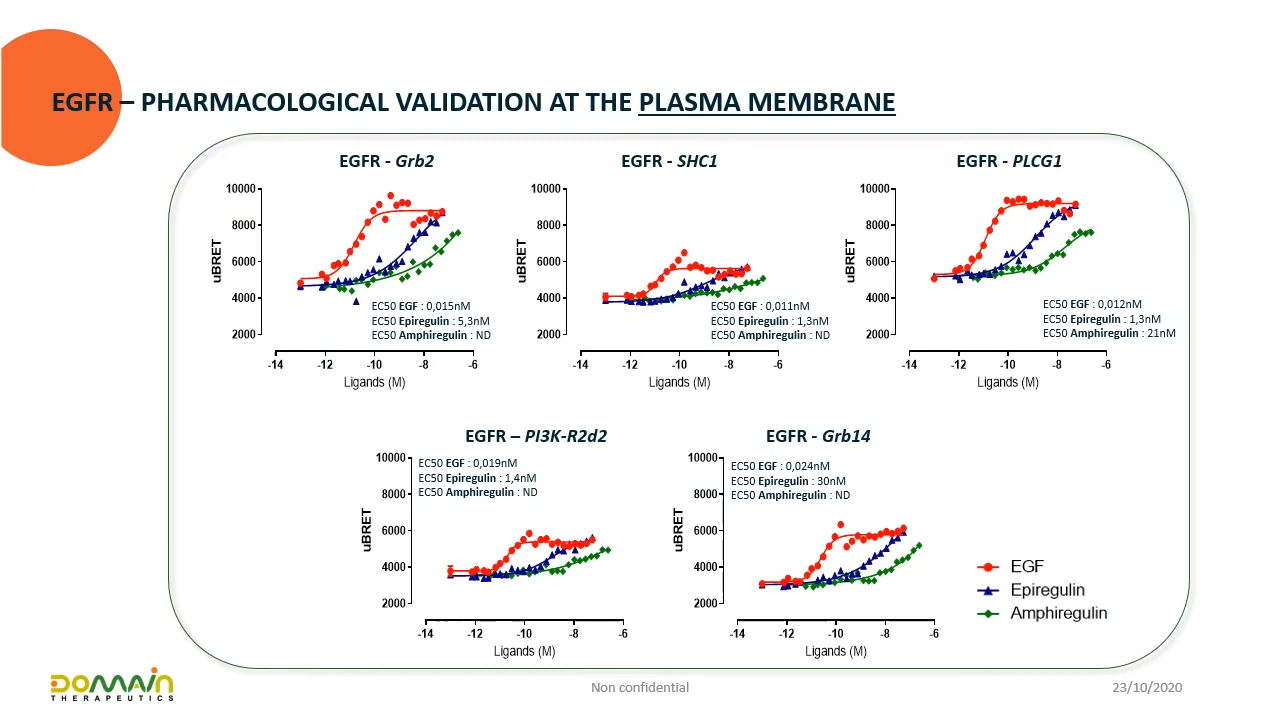 EGFR – PHARMACOLOGICAL VALIDATION AT THE PLASMA MEMBRANE
EGFR - Grb2
10000
8000
6000
4000
2000
uBRET
EC50 EGF : 0,015nM
EC50 Epiregulin : 5,3nM
EC50 Amphiregulin : ND
-14 -12 -10 -8 -6
Ligands (M)
EGFR - SHC1
10000
8000
6000
4000
2000
uBRET
EC50 EGF : 0,011nM
EC50 Epiregulin : 1,3nM
EC50 Amphiregulin : ND
-14 -12 -10 -8 -6
Ligands (M)
EGFR - PLCG1
10000
8000
6000
4000
2000
uBRET
EC50 EGF : 0,012nM
EC50 Epiregulin : 1,3nM
EC50 Amphiregulin : 21nM
-14 -12 -10 -8 -6
Ligands (M)
EGFR – PI3K-R2d2
10000
8000
6000
4000
2000
uBRET
EC50 EGF : 0,019nM
EC50 Epiregulin : 1,4nM
EC50 Amphiregulin : ND
-14 -12 -10 -8 -6
Ligands (M)
EGFR - Grb14
10000
8000
6000
4000
2000
uBRET
EC50 EGF : 0,024nM
EC50 Epiregulin : 30nM
EC50 Amphiregulin : ND
-14 -12 -10 -8 -6
Ligands (M)
EGF
Epiregulin
Amphiregulin
DOMAIN
THERAPEUTICS
Non confidential
23/10/2020